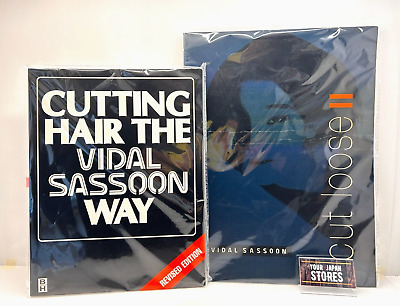 CUTTING
HAIR THE
VIDAL
SASSOON
WAY
REVISED EDITION
B
H
cut loose II
VIDAL SASSOON
YOUR JAPAN
STORES